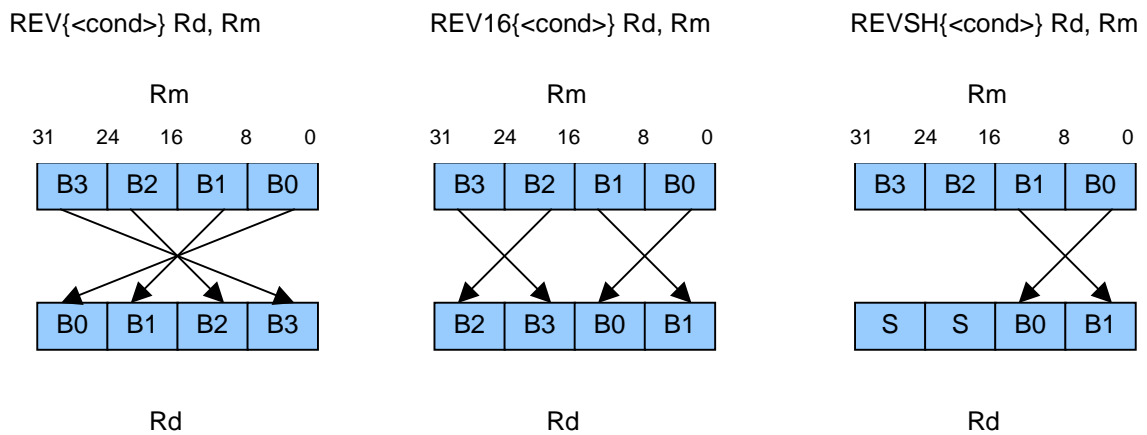 REV{<cond>} Rd, Rm
Rm
31 24 16 8 0
B3 B2 B1 B0
B0 B1 B2 B3
Rd
REV16{<cond>} Rd, Rm
Rm
31 24 16 8 0
B3 B2 B1 B0
B2 B3 B0 B1
Rd
REVSH{<cond>} Rd, Rm
Rm
31 24 16 8 0
B3 B2 B1 B0
S S B0 B1
Rd